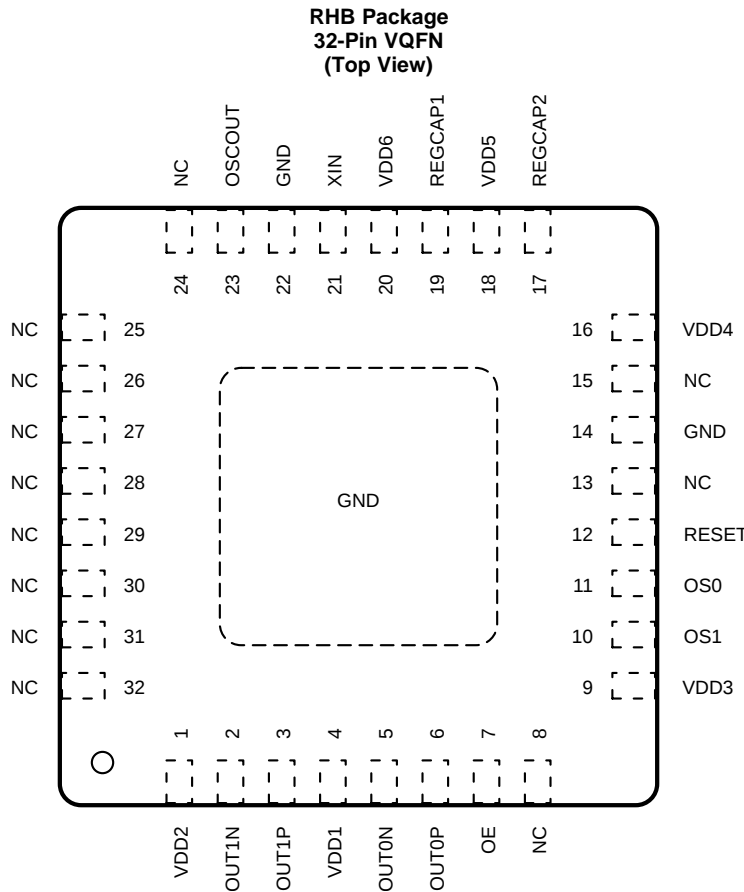 RHB Package
32-Pin VQFN
(Top View)
NC
OSCOUT
GND
XIN
VDD6
REGCAP1
VDD5
REGCAP2
24
23
22
21
20
19
18
17
NC 25
NC 26
NC 27
NC 28
NC 29
NC 30
NC 31
NC 32
GND
16 VDD4
15 NC
14 GND
13 NC
12 RESET
11 OS0
10 OS1
9 VDD3
1
2
3
4
5
6
7
8
VDD2
OUT1N
OUT1P
VDD1
OUT0N
OUT0P
OE
NC